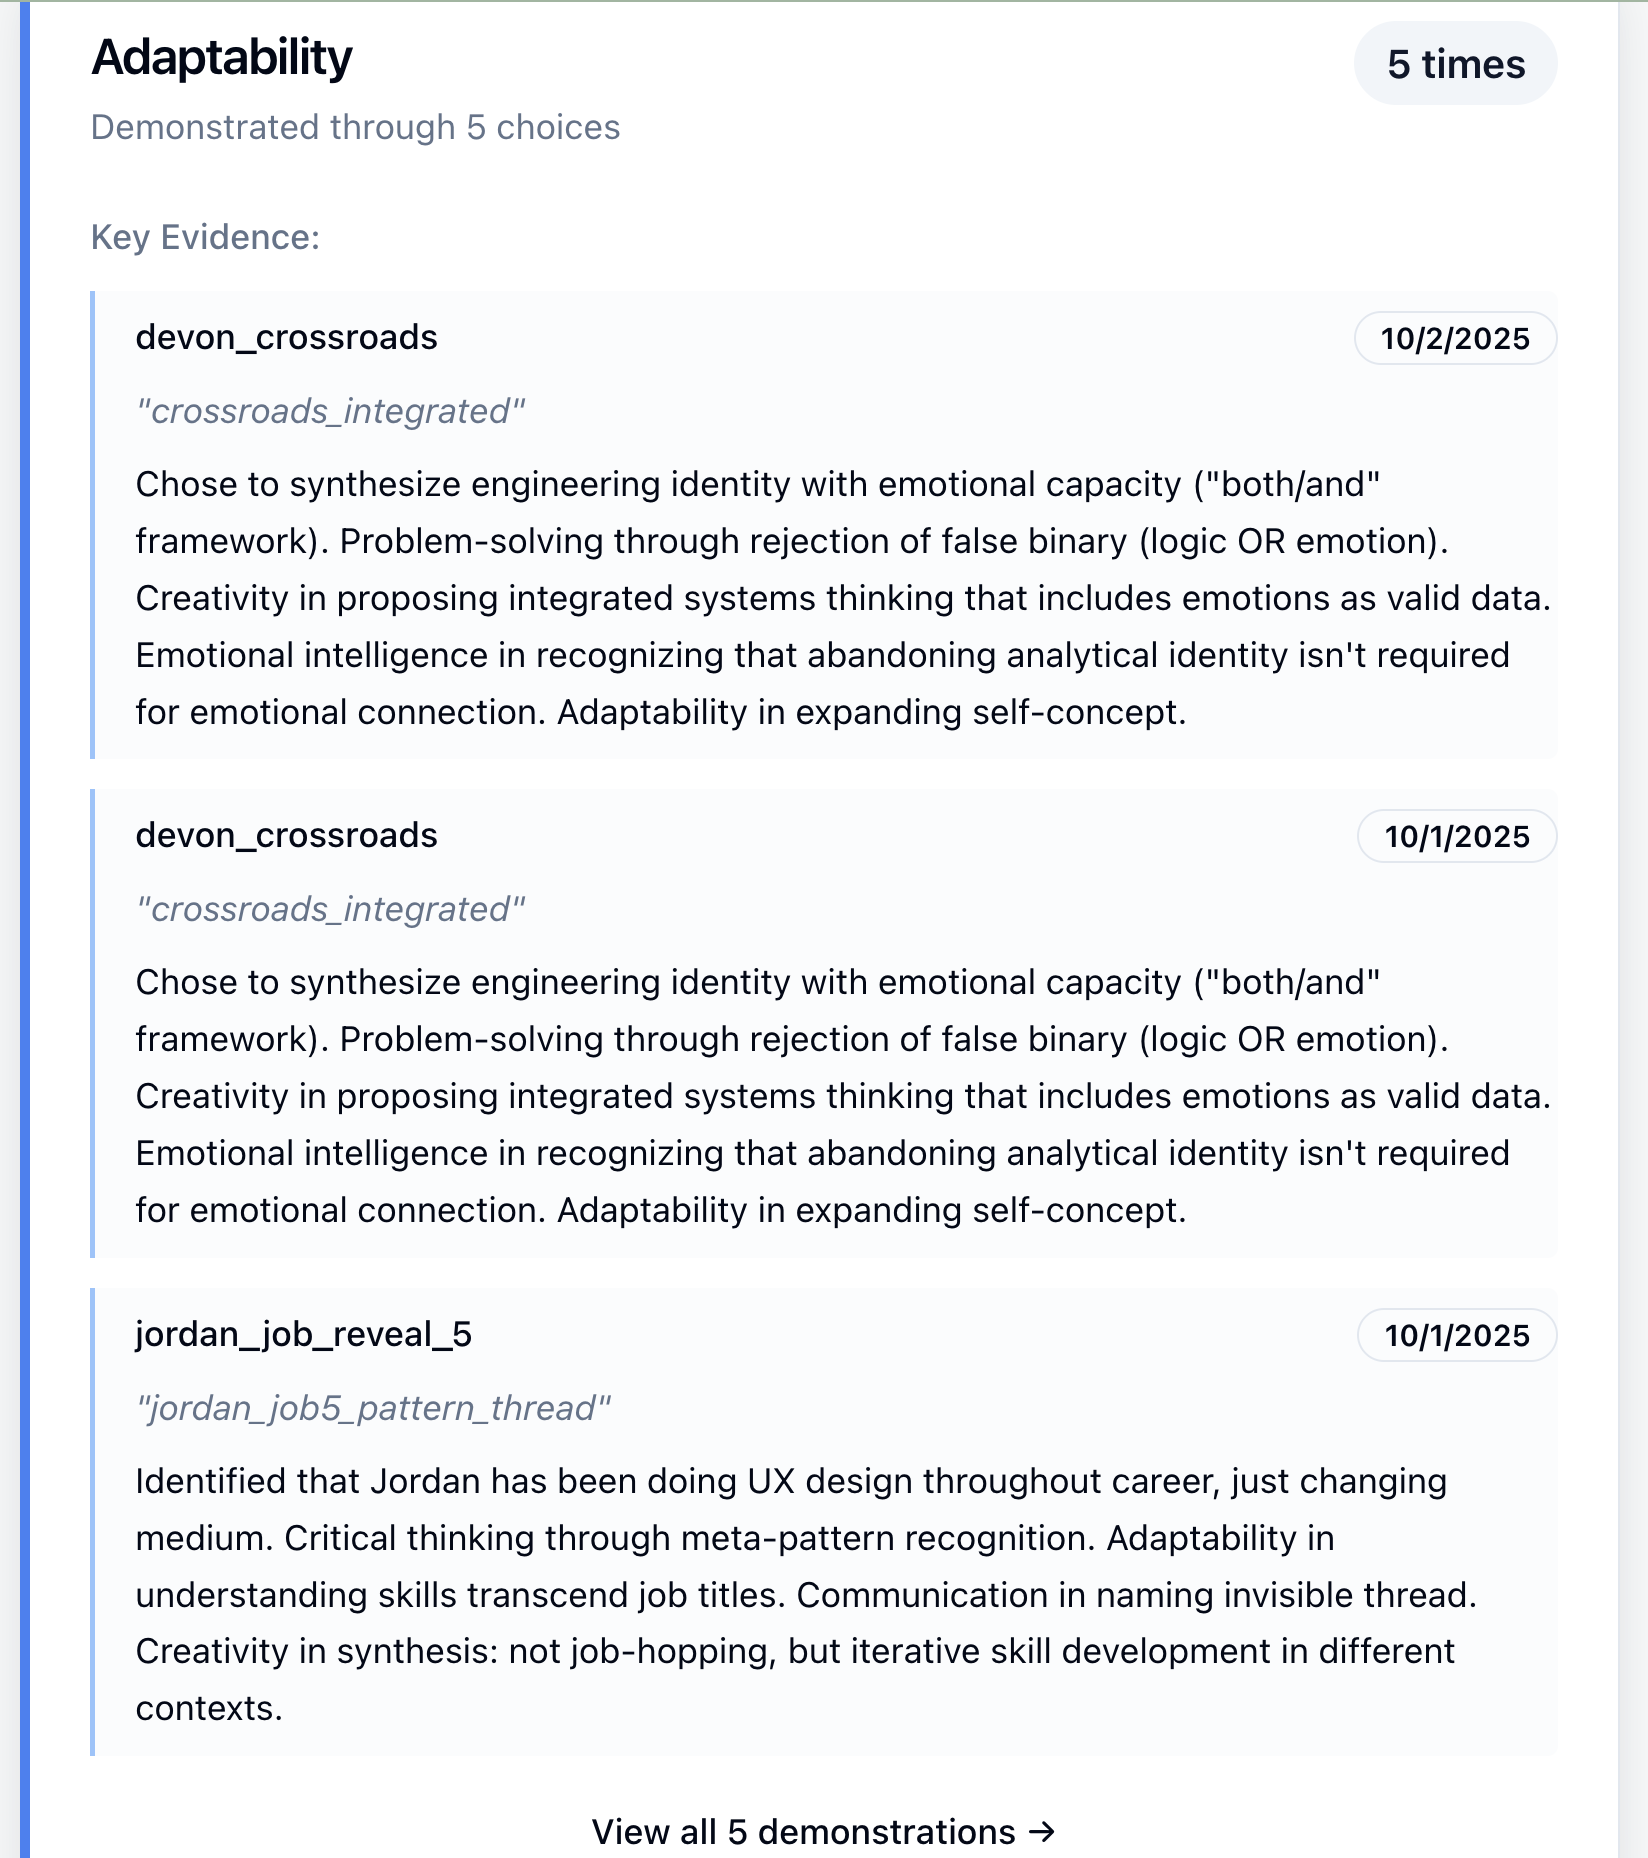 Adaptability
5 times
Demonstrated through 5 choices
Key Evidence:
devon_crossroads
10/2/2025
"crossroads_integrated"
Chose to synthesize engineering identity with emotional capacity ("both/and"
framework). Problem-solving through rejection of false binary (logic OR emotion).
Creativity in proposing integrated systems thinking that includes emotions as valid data.
Emotional intelligence in recognizing that abandoning analytical identity isn't required
for emotional connection. Adaptability in expanding self-concept.
devon_crossroads
10/1/2025
"crossroads_integrated"
Chose to synthesize engineering identity with emotional capacity ("both/and"
framework). Problem-solving through rejection of false binary (logic OR emotion).
Creativity in proposing integrated systems thinking that includes emotions as valid data.
Emotional intelligence in recognizing that abandoning analytical identity isn't required
for emotional connection. Adaptability in expanding self-concept.
jordan_job_reveal_5
10/1/2025
"jordan_job5_pattern_thread"
Identified that Jordan has been doing UX design throughout career, just changing
medium. Critical thinking through meta-pattern recognition. Adaptability in
understanding skills transcend job titles. Communication in naming invisible thread.
Creativity in synthesis: not job-hopping, but iterative skill development in different
contexts.
View all 5 demonstrations →